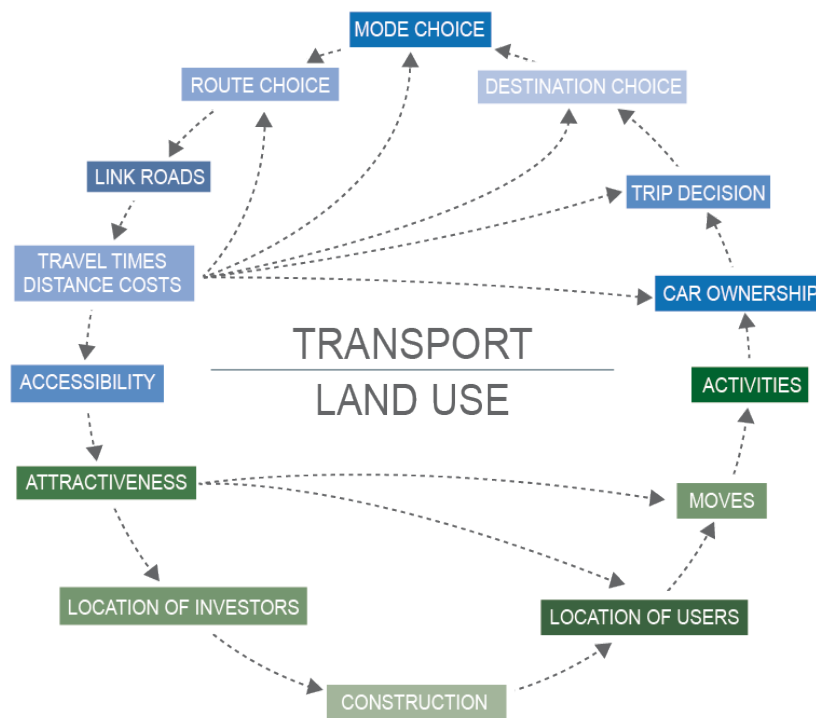 MODE CHOICE
ROUTE CHOICE
DESTINATION CHOICE
LINK ROADS
TRIP DECISION
TRAVEL TIMES
DISTANCE COSTS
CAR OWNERSHIP
TRANSPORT
LAND USE
ACCESSIBILITY
ACTIVITIES
ATTRACTIVENESS
MOVES
LOCATION OF INVESTORS
LOCATION OF USERS
CONSTRUCTION